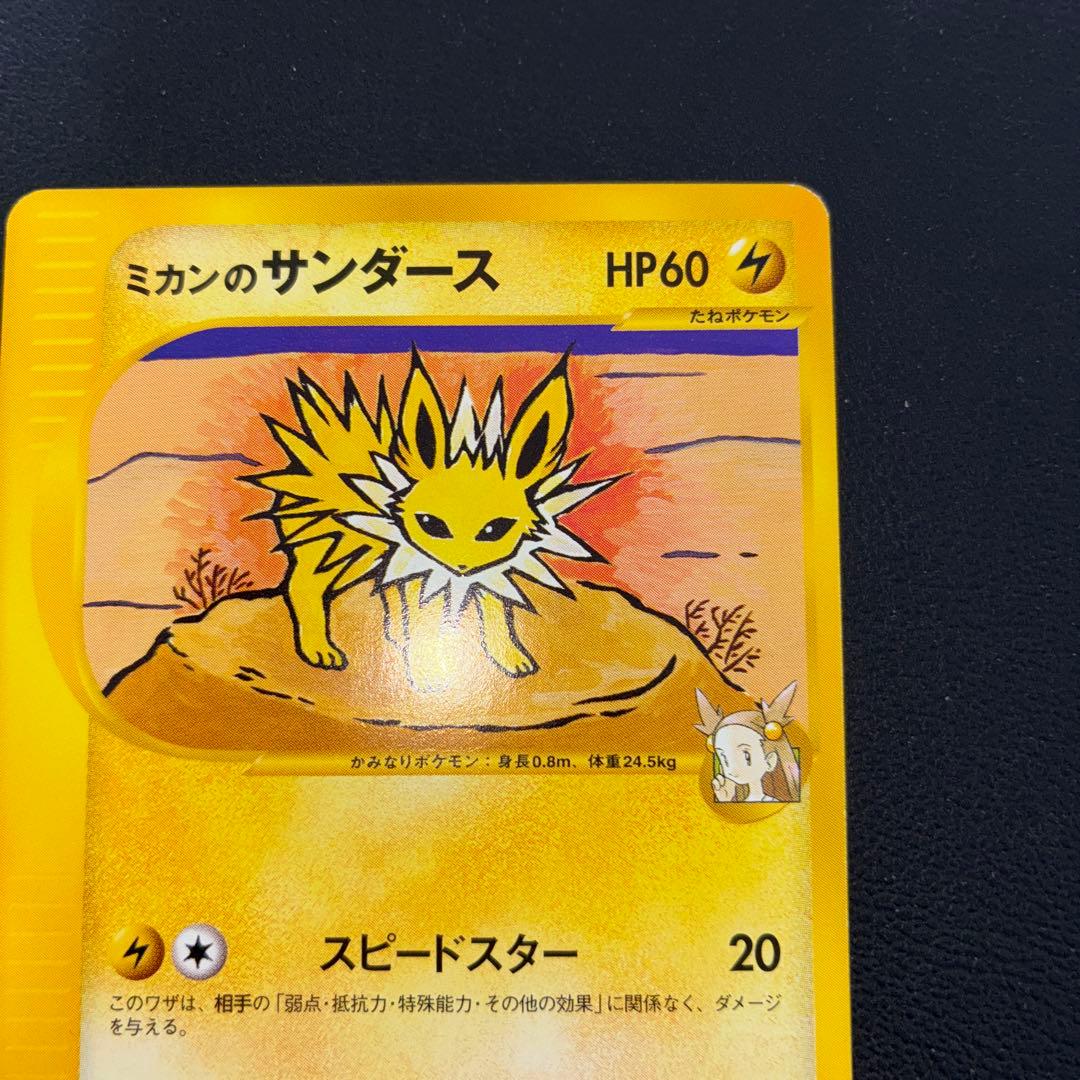 ミカンのサンダース HP60
たねポケモン
かみなりポケモン：身長0.8m、体重24.5kg
スピードスター 20
このワザは、相手の「弱点・抵抗力・特殊能力・その他の効果」に関係なく、ダメージ
を与える。